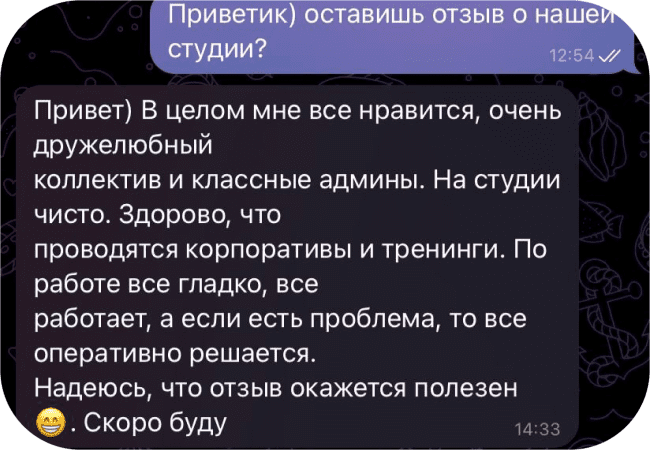 Приветик) оставишь отзыв о нашей
студии?
12:54
Привет) В целом мне все нравится, очень
дружелюбный
коллектив и классные админы. На студии
чисто. Здорово, что
проводятся корпоративы и тренинги. По
работе все гладко, все
работает, а если есть проблема, то все
оперативно решается.
Надеюсь, что отзыв окажется полезен
😁. Скоро буду
14:33